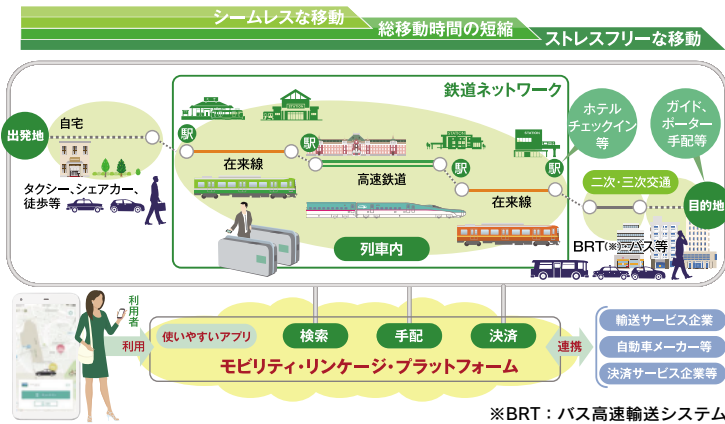 シームレスな移動
総移動時間の短縮
ストレスフリーな移動
鉄道ネットワーク
ホテル
チェックイン
等
ガイド、
ポーター
手配等
出発地
自宅
駅
駅
駅
駅
在来線
高速鉄道
在来線
二次・三次交通
目的地
タクシー、シェアカー、
徒歩等
列車内
BRT(※)・バス等
利用者
利用
使いやすいアプリ
検索
手配
決済
連携
モビリティ・リンケージ・プラットフォーム
輸送サービス企業
自動車メーカー等
決済サービス企業等
※BRT：バス高速輸送システム